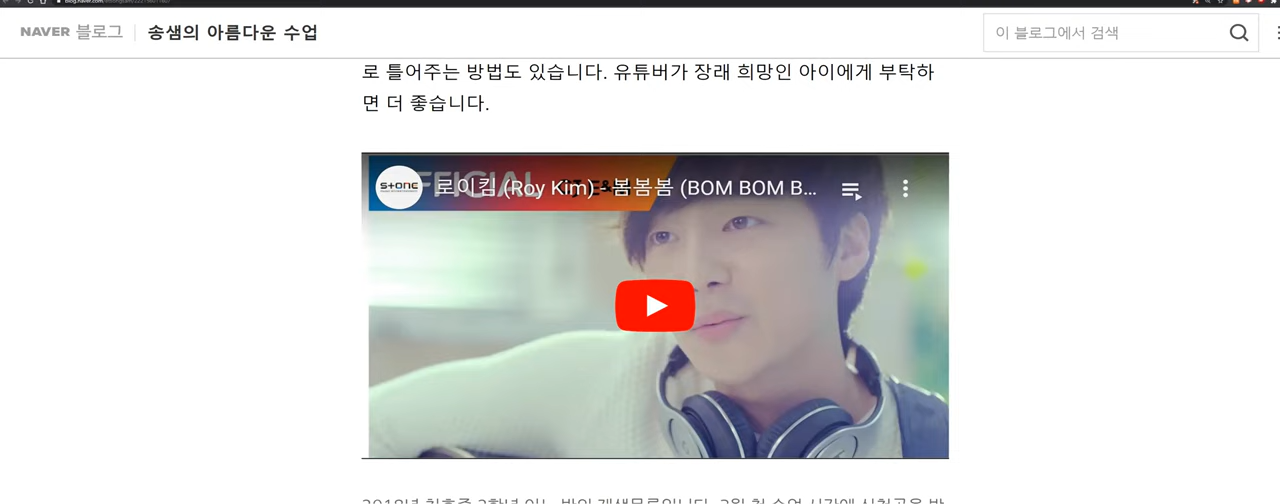 NAVER 블로그 송샘의 아름다운 수업
이 블로그에서 검색
로 틀어주는 방법도 있습니다. 유튜버가 장래 희망인 아이에게 부탁하
면 더 좋습니다.
로이킴 (Roy Kim) - 봄봄봄 (BOM BOM B...